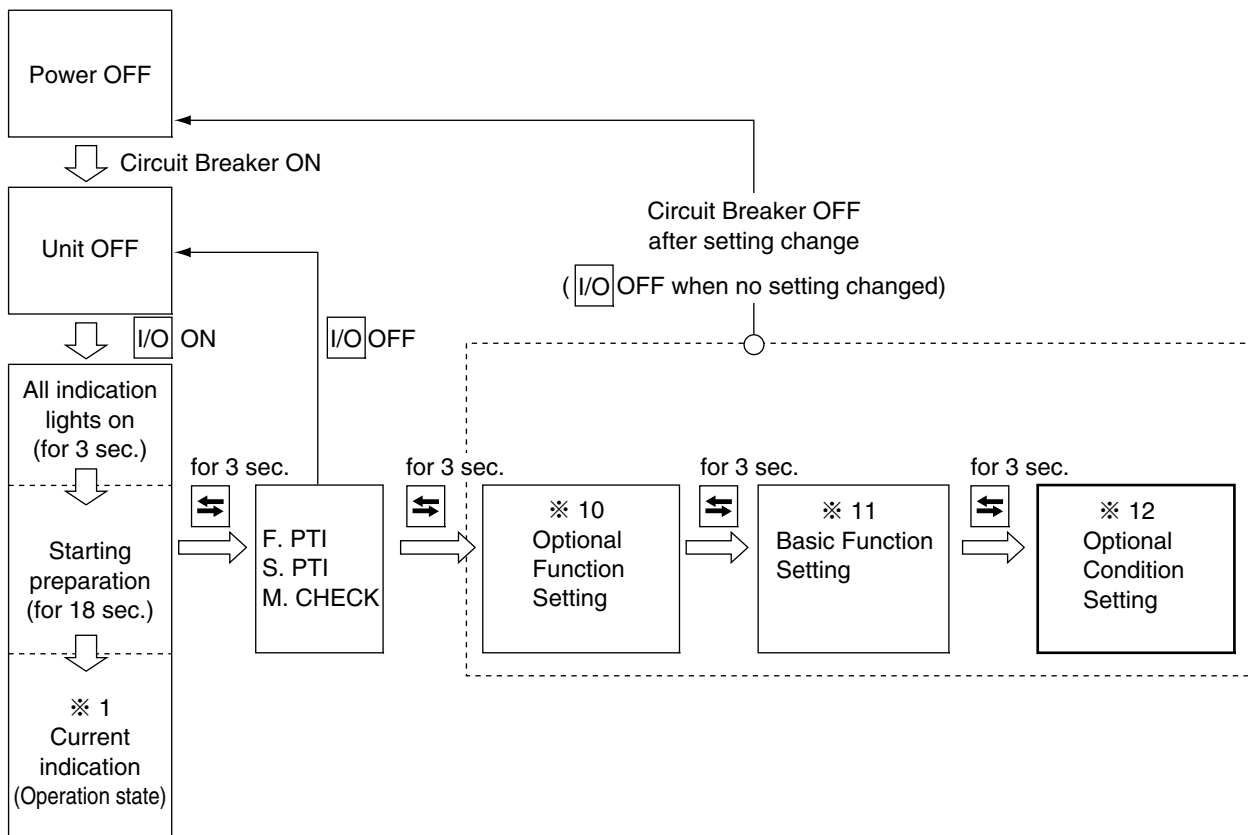 Power OFF
Circuit Breaker ON
Unit OFF
Circuit Breaker OFF
after setting change
( I/O OFF when no setting changed)
I/O ON
I/O OFF
All indication
lights on
(for 3 sec.)
for 3 sec.
for 3 sec.
for 3 sec.
for 3 sec.
Starting
preparation
(for 18 sec.)
F. PTI
S. PTI
M. CHECK
※ 10
Optional
Function
Setting
※ 11
Basic Function
Setting
※ 12
Optional
Condition
Setting
※ 1
Current
indication
(Operation state)